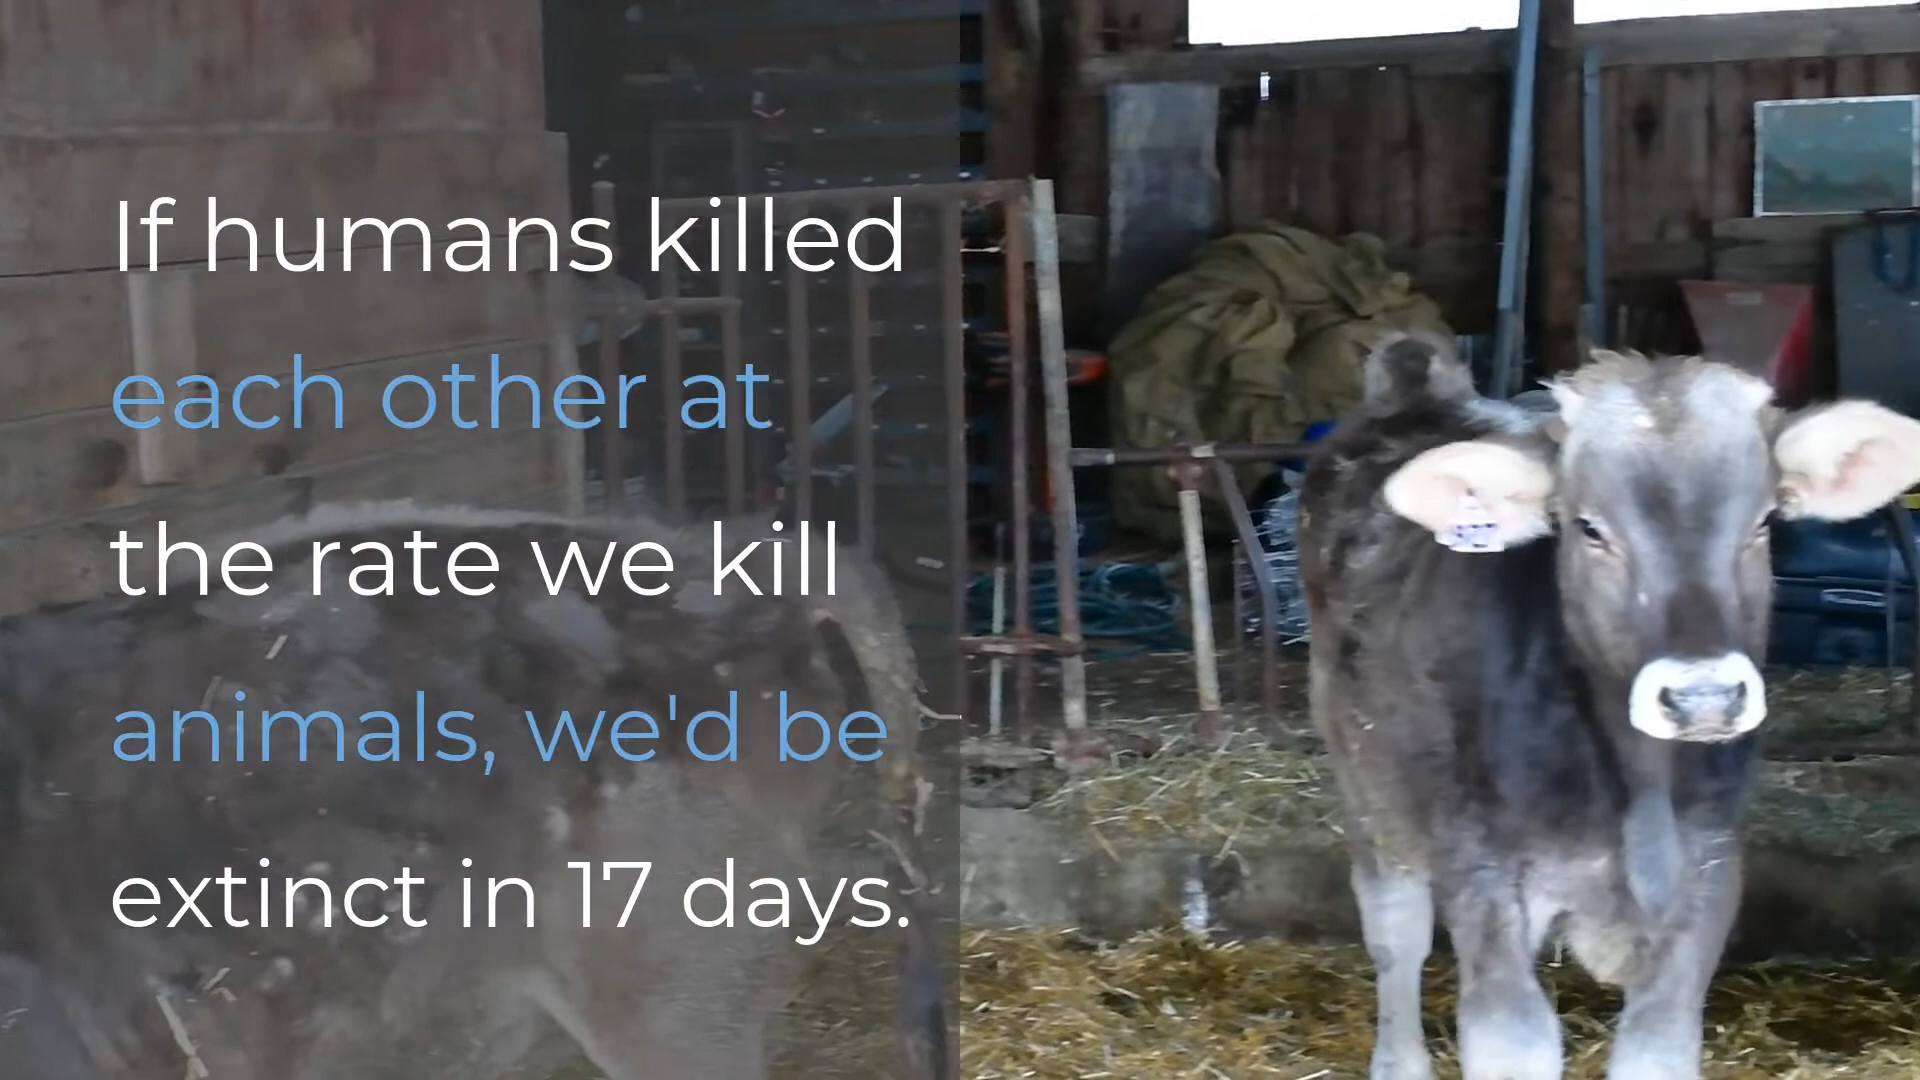 If humans killed
each other at
the rate we kill
animals, we'd be
extinct in 17 days.